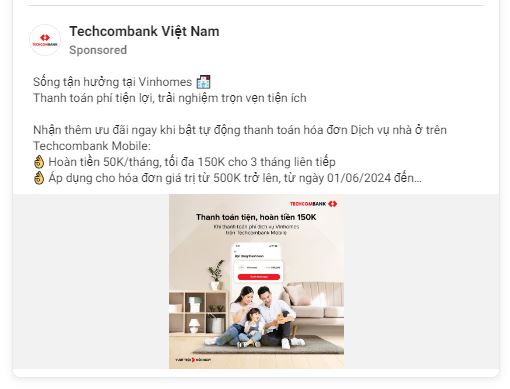 Techcombank Việt Nam
Sponsored
TECHCOMBANK
Sống tận hưởng tại Vinhomes
Thanh toán phí tiện lợi, trải nghiệm trọn vẹn tiện ích
Nhận thêm ưu đãi ngay khi bật tự động thanh toán hóa đơn Dịch vụ nhà ở trên
Techcombank Mobile:
Hoàn tiền 50K/tháng, tối đa 150K cho 3 tháng liên tiếp
Áp dụng cho hóa đơn giá trị từ 500K trở lên, từ ngày 01/06/2024 đến...
TECHCOMBANK
Thanh toán tiện, hoàn tiền 150K
Khi thanh toán phí dịch vụ Vinhomes
trên Techcombank Mobile